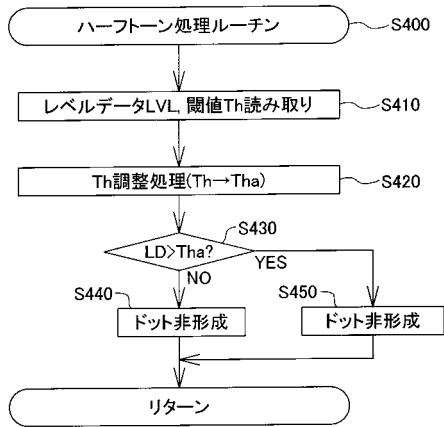 ハーフトーン処理ルーチン
S400
レベルデータLVL, 閾値Th読み取り
S410
Th調整処理(Th→Tha)
S420
S430
LD>Tha?
YES
NO
S440
S450
ドット非形成
ドット非形成
リターン